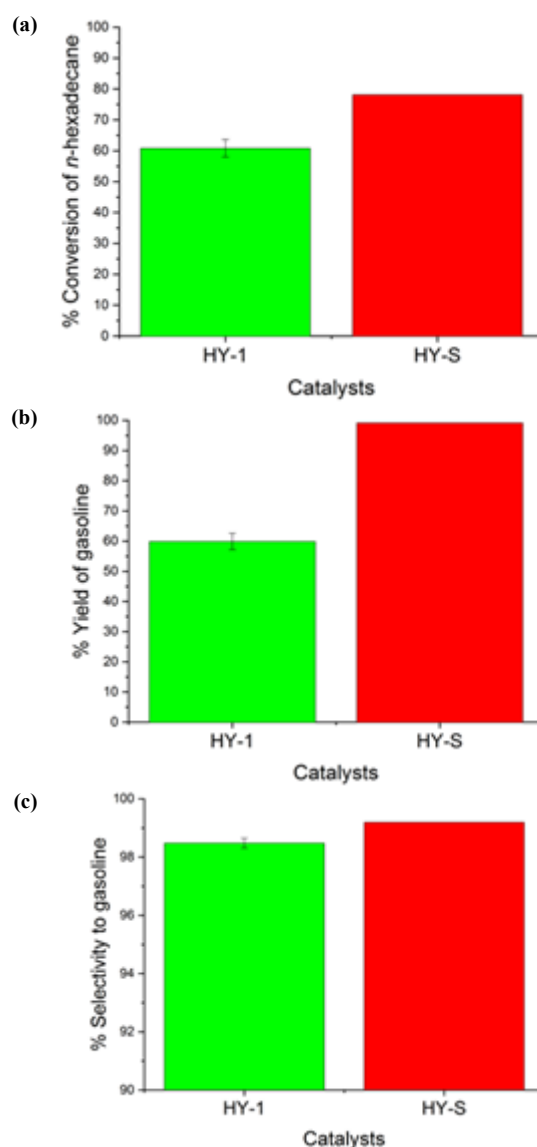 (a)
% Conversion of n-hexadecane
100
90
80
70
60
50
40
30
20
10
0
HY-1 HY-S
Catalysts
(b)
% Yield of gasoline
100
90
80
70
60
50
40
30
20
10
0
HY-1 HY-S
Catalysts
(c)
% Selectivity to gasoline
100
98
96
94
92
90
HY-1 HY-S
Catalysts